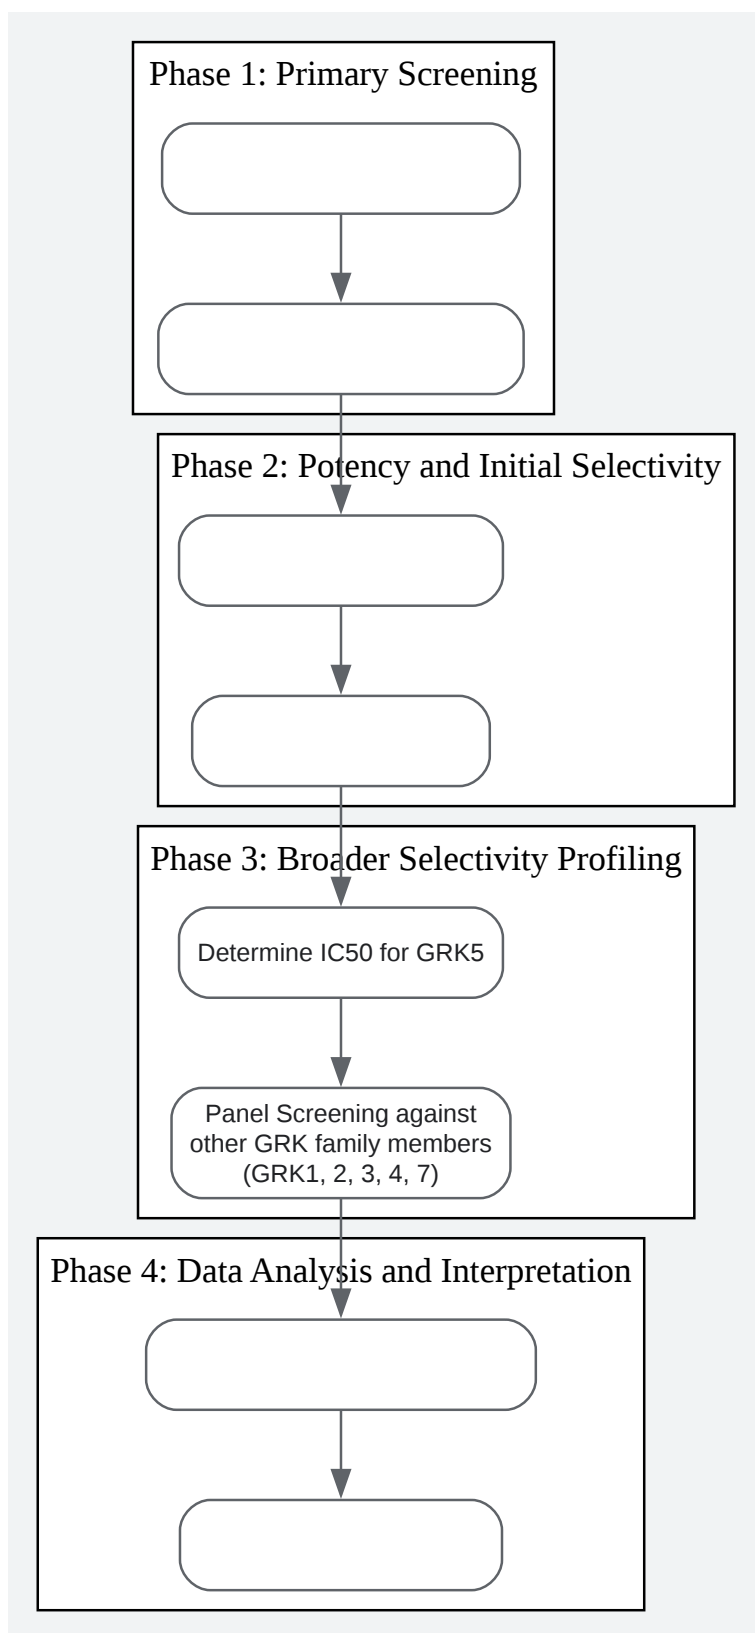 Phase 1: Primary Screening
Phase 2: Potency and Initial Selectivity
Phase 3: Broader Selectivity Profiling
Determine IC50 for GRK5
Panel Screening against
other GRK family members
(GRK1, 2, 3, 4, 7)
Phase 4: Data Analysis and Interpretation